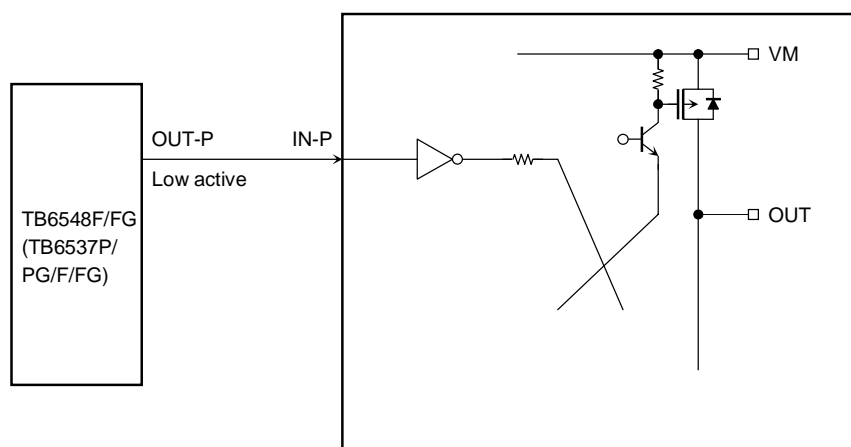 VM
OUT-P
IN-P
Low active
OUT
TB6548F/FG
(TB6537P/
PG/F/FG)